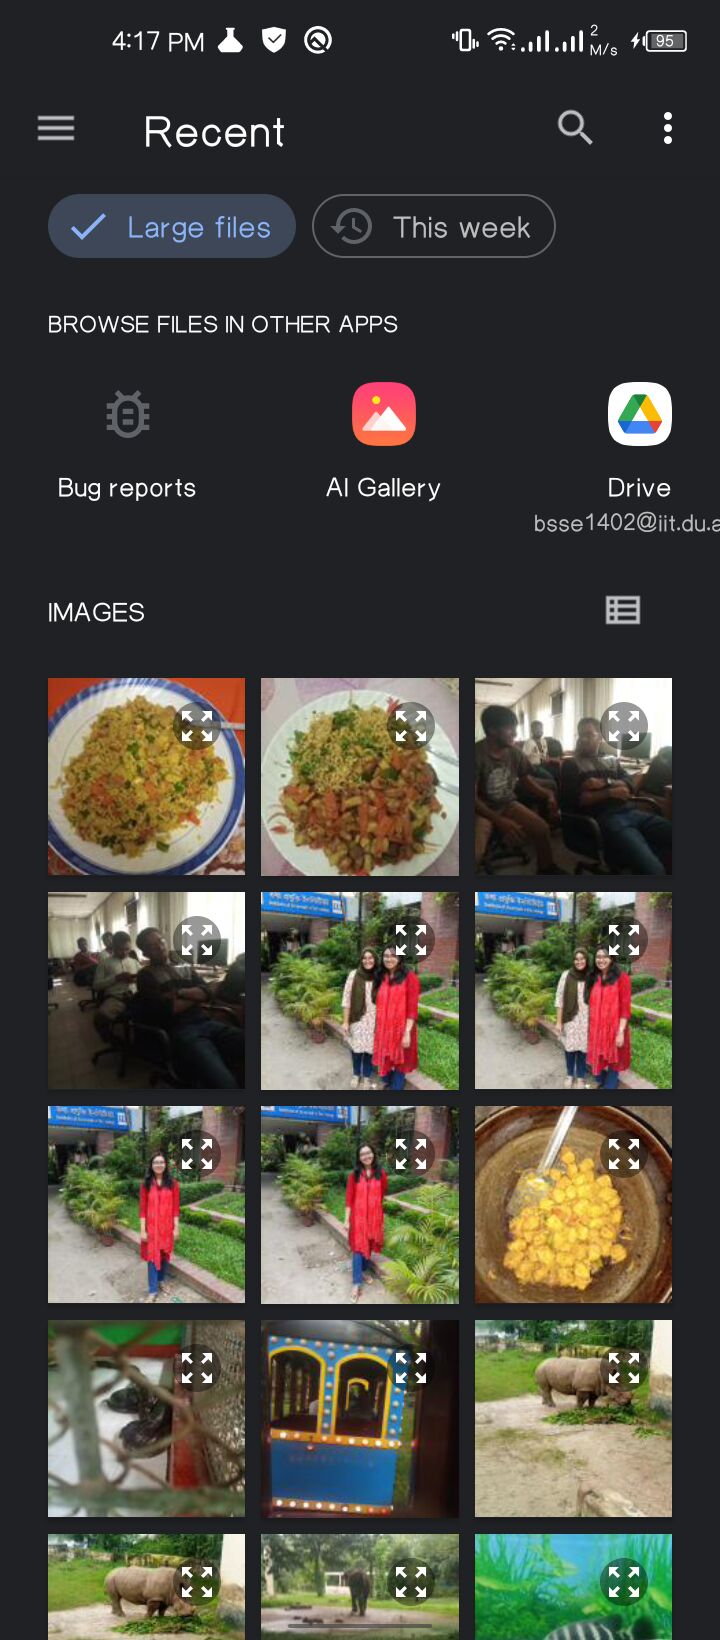 4:17 PM
2
M/s
95
Recent
Large files
This week
BROWSE FILES IN OTHER APPS
Bug reports
AI Gallery
Drive
bsse1402@iit.du.a
IMAGES